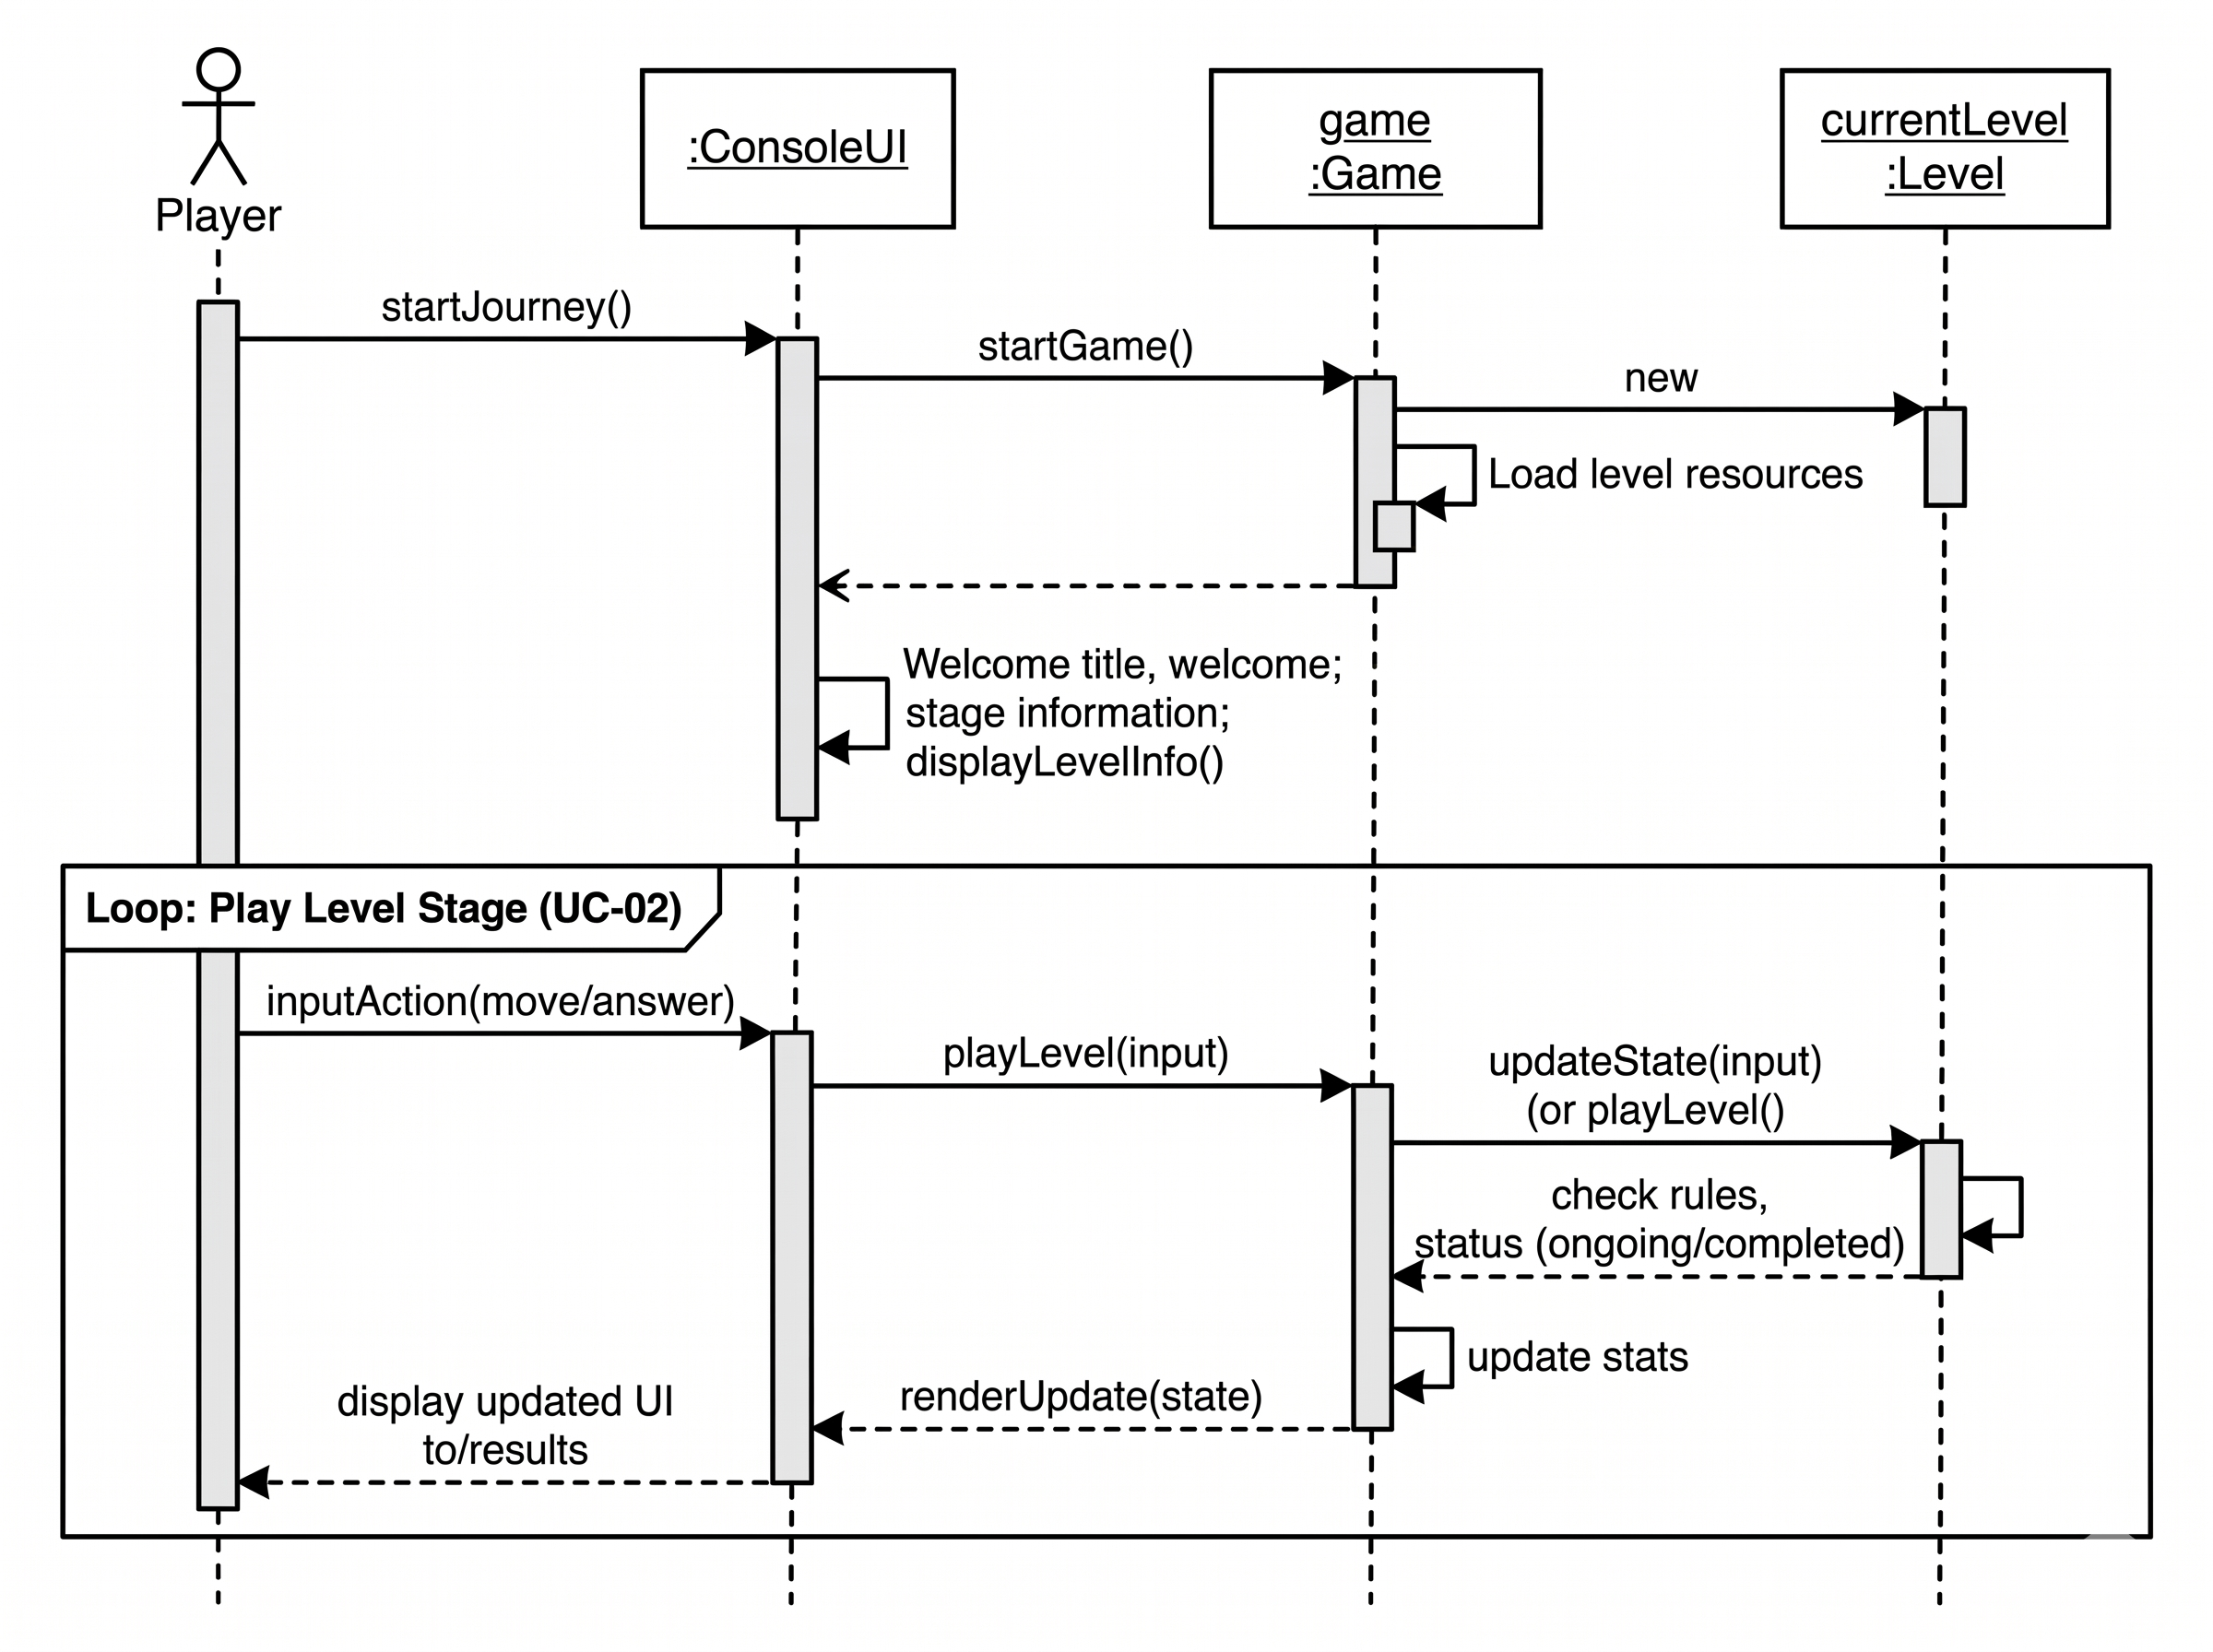 Player
:ConsoleUI
game
:Game
currentLevel
:Level
startJourney()
startGame()
new
Load level resources
Welcome title, welcome;
stage information;
displayLevelInfo()
Loop: Play Level Stage (UC-02)
inputAction(move/answer)
playLevel(input)
updateState(input)
(or playLevel()
check rules,
status (ongoing/completed)
update stats
renderUpdate(state)
display updated UI
to/results